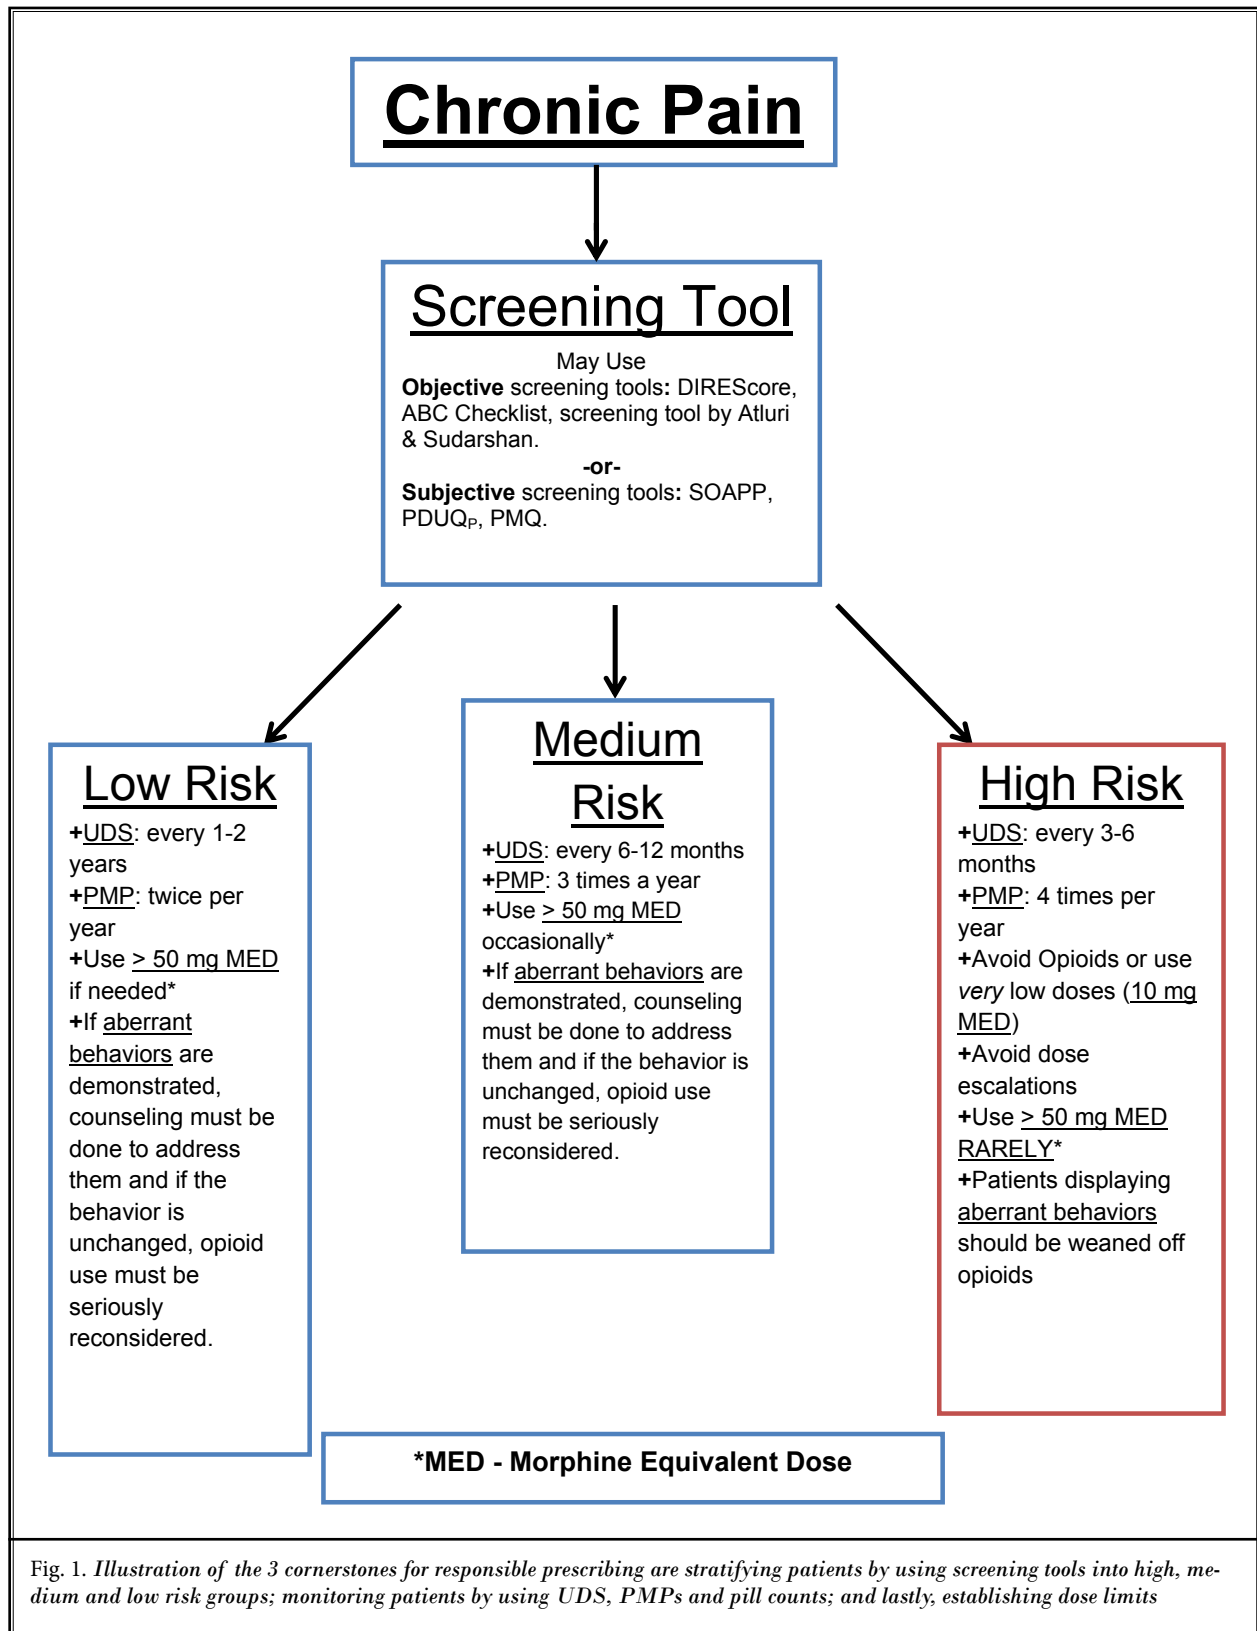 Chronic Pain
Screening Tool
May Use
Objective screening tools: DIREScore,
ABC Checklist, screening tool by Atluri
& Sudarshan.
-or-
Subjective screening tools: SOAPP,
PDUQP, PMQ.
Low Risk
+UDS: every 1-2
years
+PMP: twice per
year
+Use > 50 mg MED
if needed*
+If aberrant
behaviors are
demonstrated,
counseling must be
done to address
them and if the
behavior is
unchanged, opioid
use must be
seriously
reconsidered.
Medium
Risk
+UDS: every 6-12 months
+PMP: 3 times a year
+Use > 50 mg MED
occasionally*
+If aberrant behaviors are
demonstrated, counseling
must be done to address
them and if the behavior is
unchanged, opioid use
must be seriously
reconsidered.
High Risk
+UDS: every 3-6
months
+PMP: 4 times per
year
+Avoid Opioids or use
very low doses (10 mg
MED)
+Avoid dose
escalations
+Use > 50 mg MED
RARELY*
+Patients displaying
aberrant behaviors
should be weaned off
opioids
*MED - Morphine Equivalent Dose
Fig. 1. Illustration of the 3 cornerstones for responsible prescribing are stratifying patients by using screening tools into high, me-
dium and low risk groups; monitoring patients by using UDS, PMPs and pill counts; and lastly, establishing dose limits